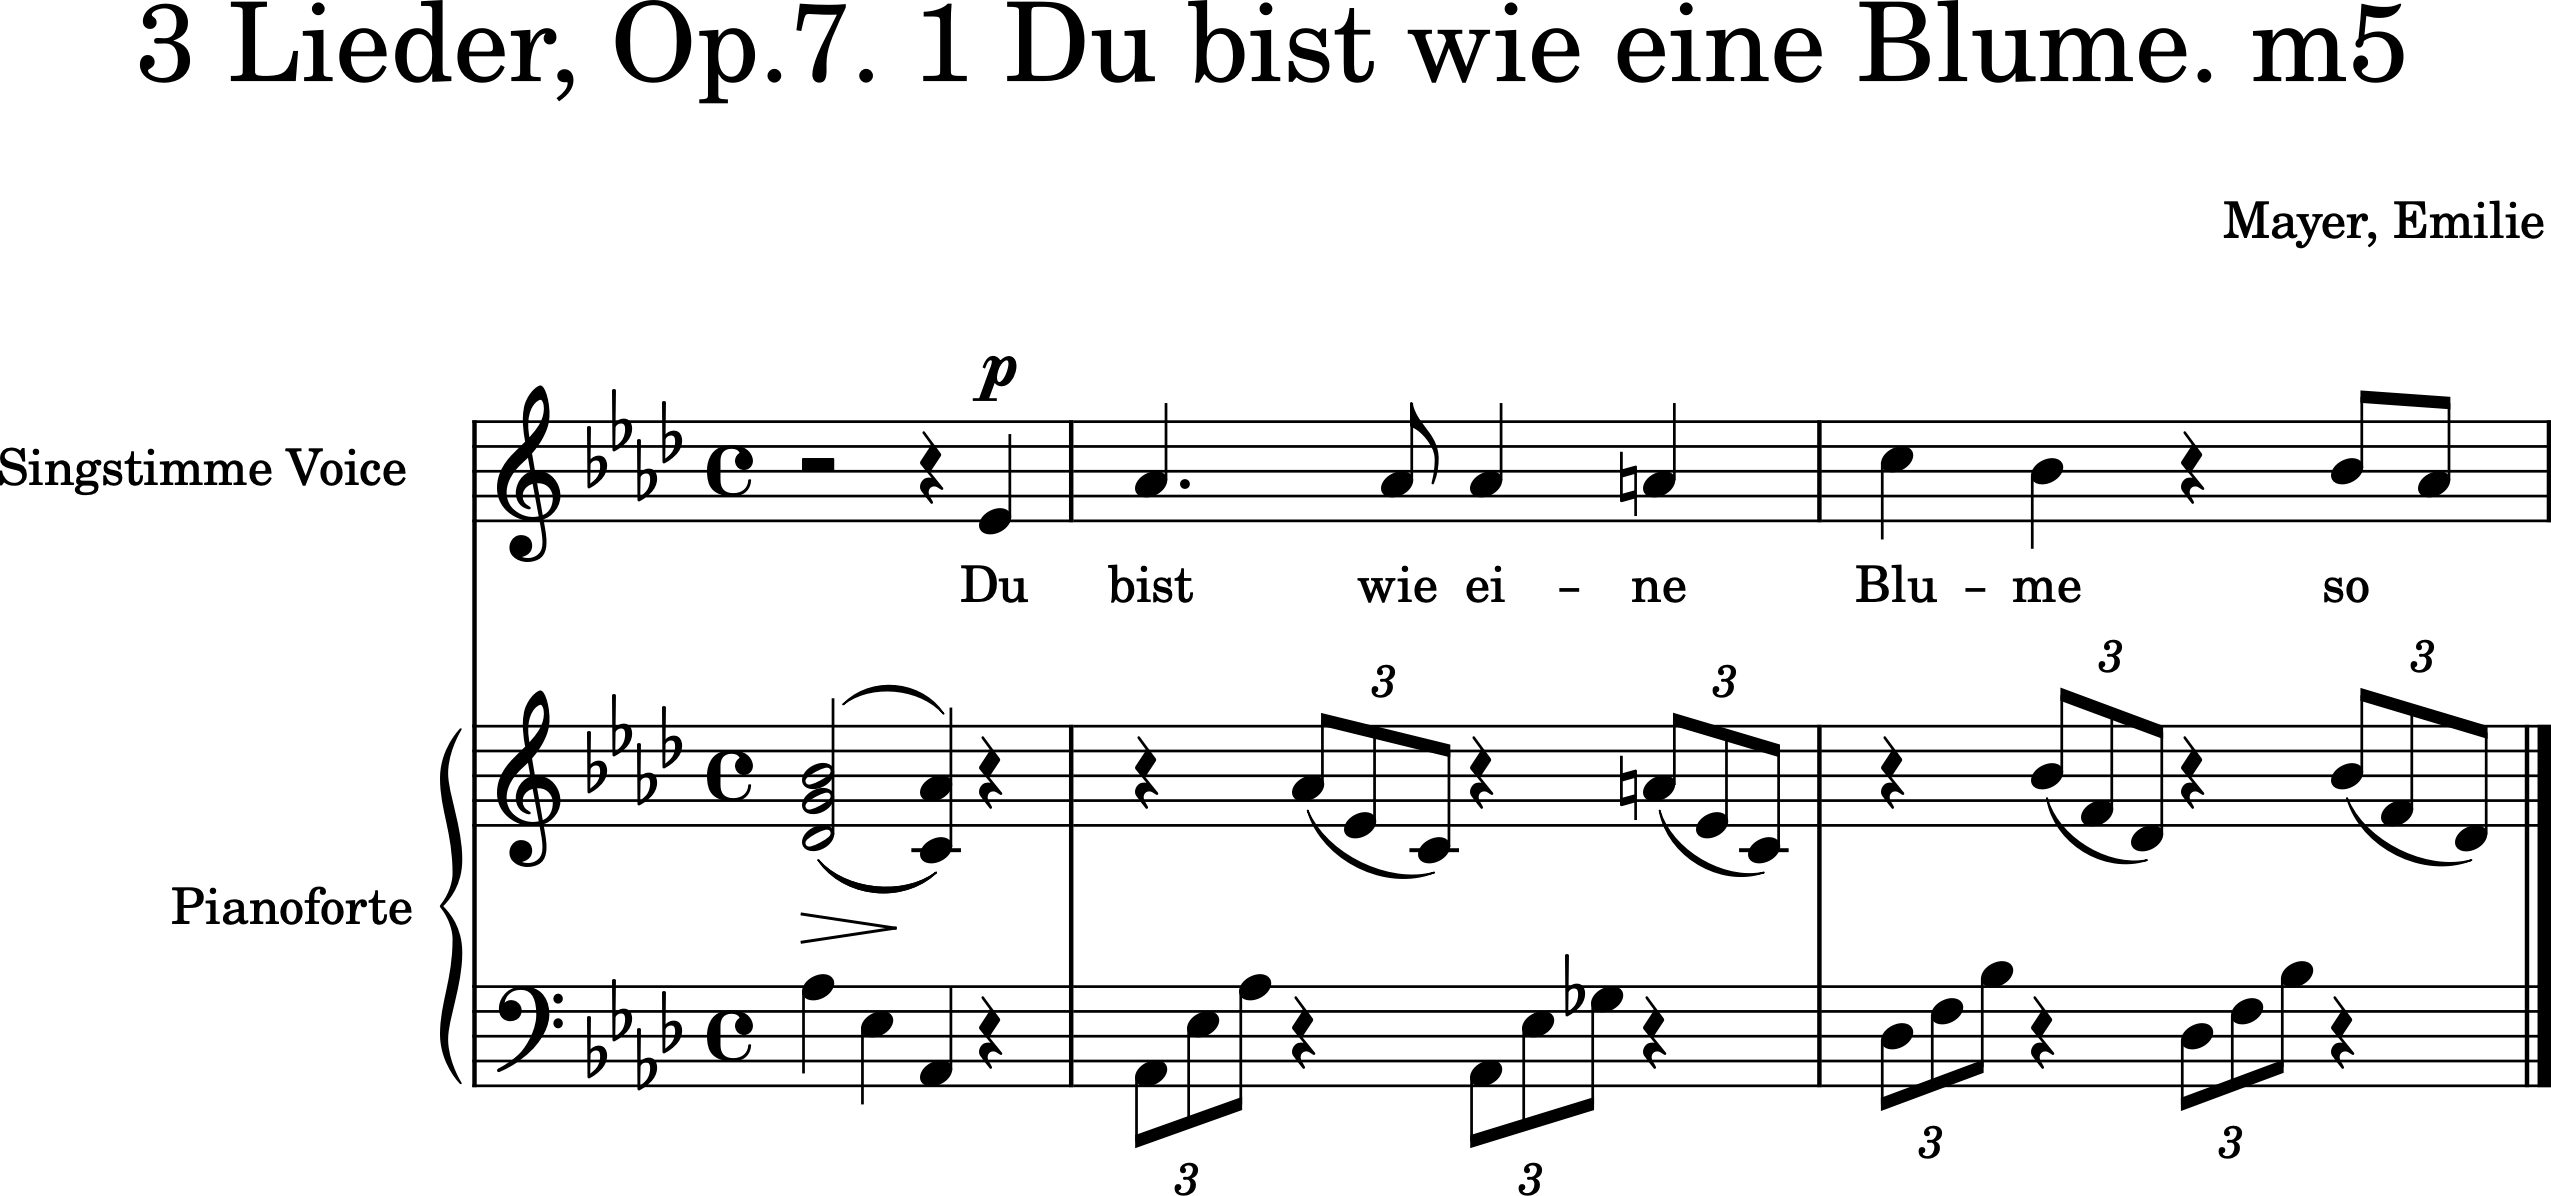 3 Lieder, Op.7. 1 Du bist wie eine Blume. m5
Mayer, Emilie
p
Singstimme Voice
Du bist wie ei – ne Blu – me so
3 3 3 3
Pianoforte
3 3 3 3